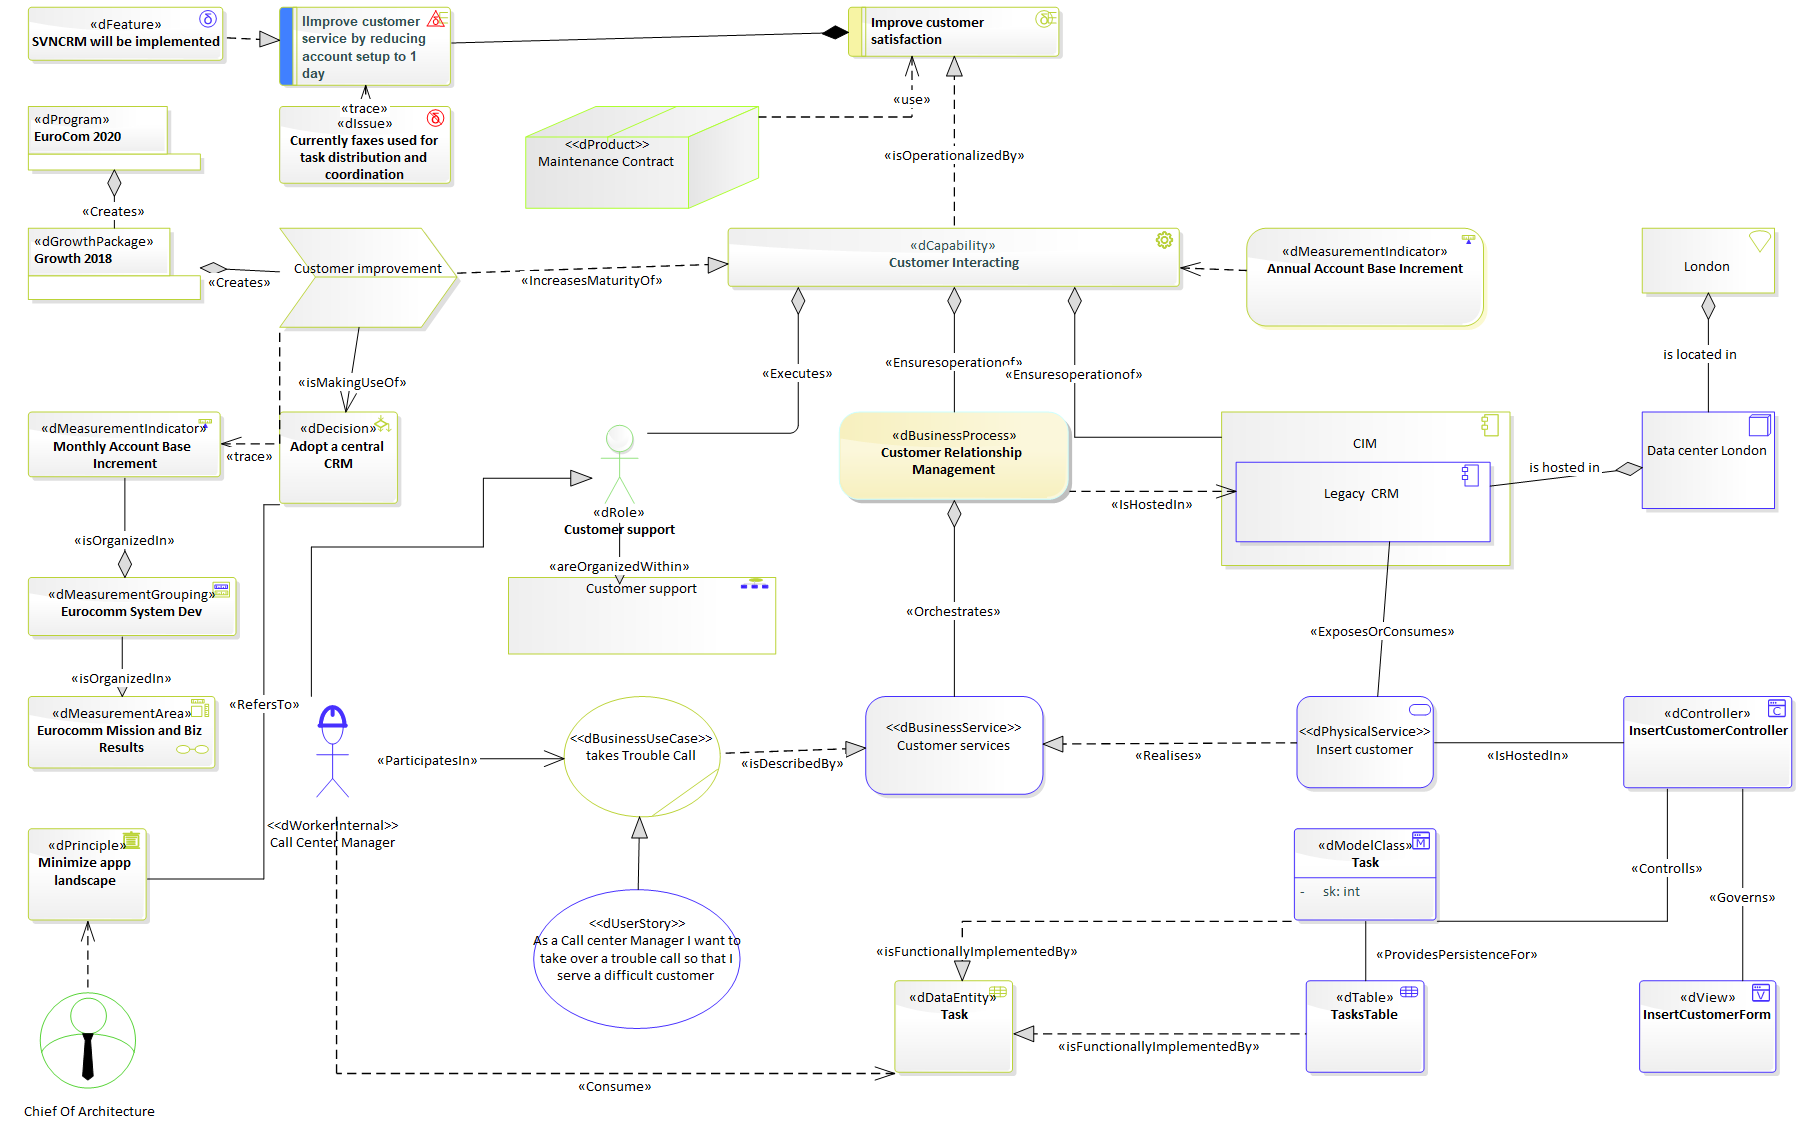 «dFeature»
SVNCRM will be implemented
IImprove customer
service by reducing
account setup to 1
day
Improve customer
satisfaction
«trace»
«dIssue»
Currently faxes used for
task distribution and
coordination
«use»
«dProgram»
EuroCom 2020
<<dProduct>>
Maintenance Contract
«isOperationalizedBy»
«Creates»
«dGrowthPackage»
Growth 2018
«Creates»
Customer improvement
«IncreasesMaturityOf»
«dCapability»
Customer Interacting
«dMeasurementIndicator»
Annual Account Base Increment
London
is located in
«isMakingUseOf»
«Executes»
«Ensuresoperationof»
«Ensuresoperationof»
«dMeasurementIndicator»
Monthly Account Base
Increment
«trace»
«dDecision»
Adopt a central
CRM
«dBusinessProcess»
Customer Relationship
Management
«IsHostedIn»
CIM
Legacy  CRM
is hosted in
Data center London
«dRole»
Customer support
«areOrganizedWithin»
Customer support
«isOrganizedIn»
«dMeasurementGrouping»
Eurocomm System Dev
«Orchestrates»
«ExposesOrConsumes»
«isOrganizedIn»
«dMeasurementArea»
Eurocomm Mission and Biz
Results
«RefersTo»
«ParticipatesIn»
<<dBusinessUseCase>>
takes Trouble Call
«isDescribedBy»
<<dBusinessService>>
Customer services
«Realises»
<<dPhysicalService>>
Insert customer
«IsHostedIn»
«dController»
InsertCustomerController
<<dWorkerInternal>>
Call Center Manager
«dPrinciple»
Minimize appp
landscape
«dModelClass»
Task
- sk: int
«Controlls»
«Governs»
<<dUserStory>>
As a Call center Manager I want to
take over a trouble call so that I
serve a difficult customer
«isFunctionallyImplementedBy»
«ProvidesPersistenceFor»
«dDataEntity»
Task
«isFunctionallyImplementedBy»
«dTable»
TasksTable
«dView»
InsertCustomerForm
«Consume»
Chief Of Architecture